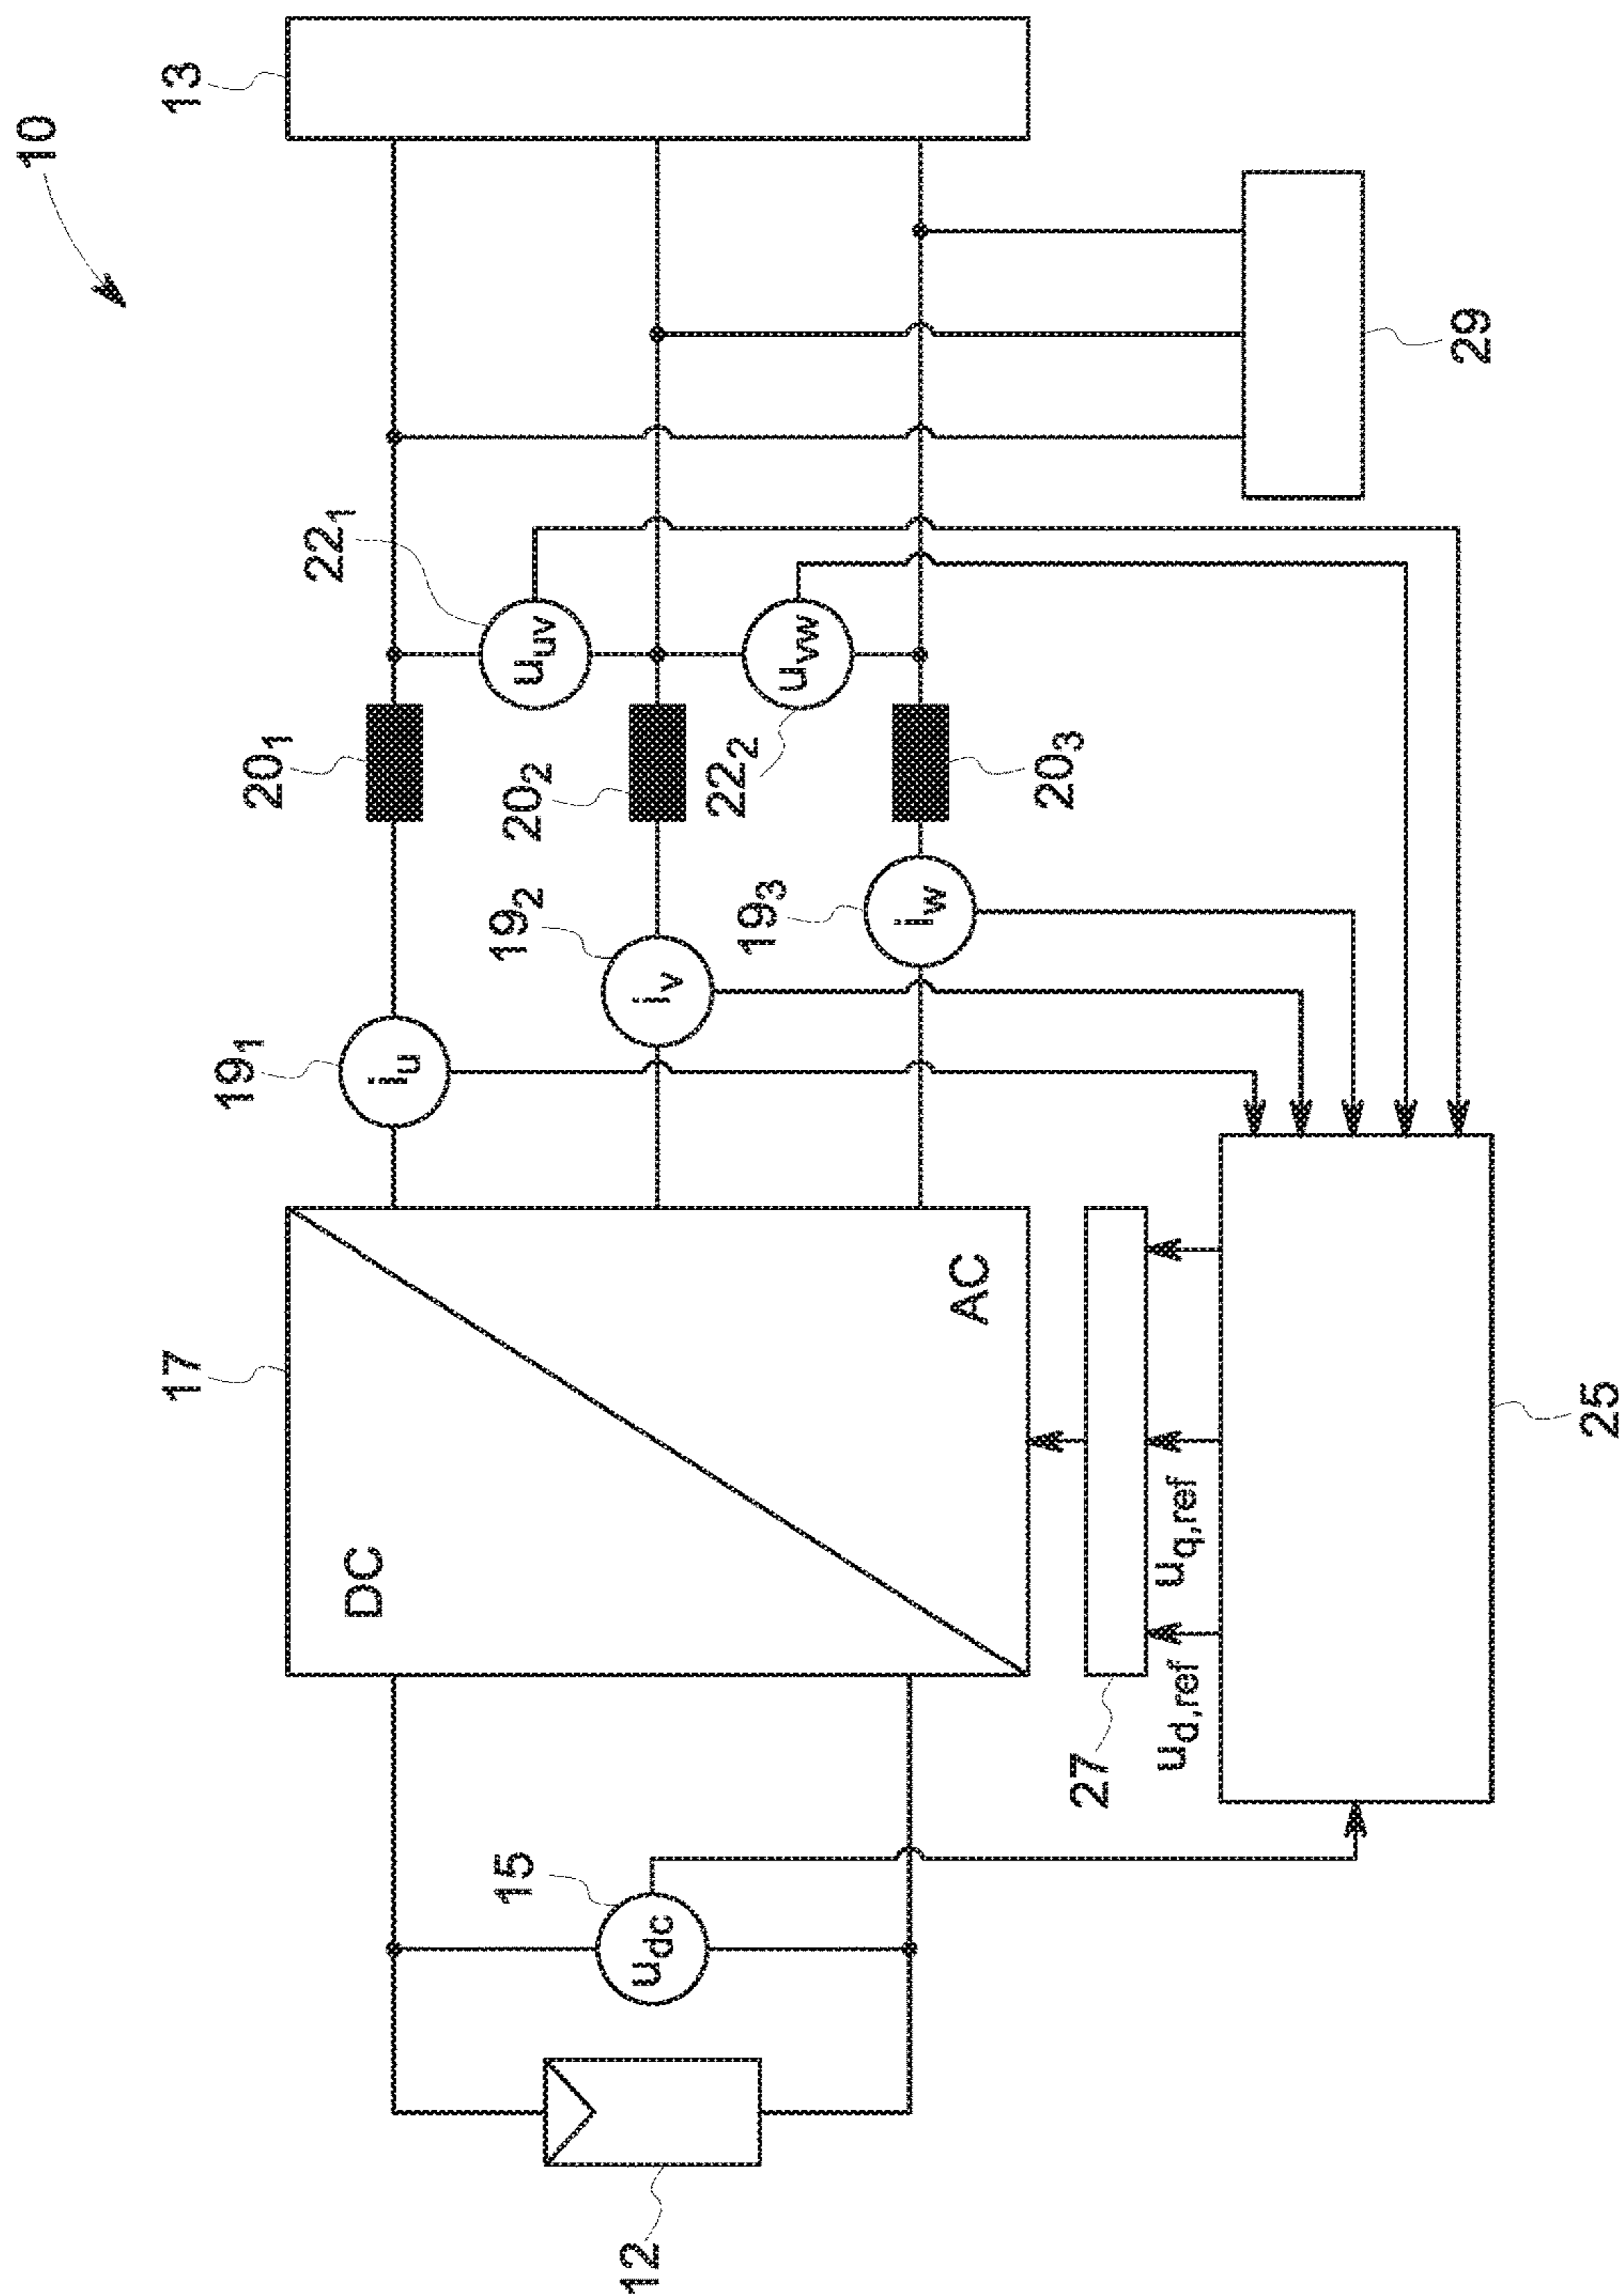 10
13
17
19₁
20₁
22₁
DC
i_u
12
15
u_dc
19₂
20₂
u_uv
i_v
22₂
19₃
u_vw
20₃
i_w
AC
27
u_d,ref
u_q,ref
29
25